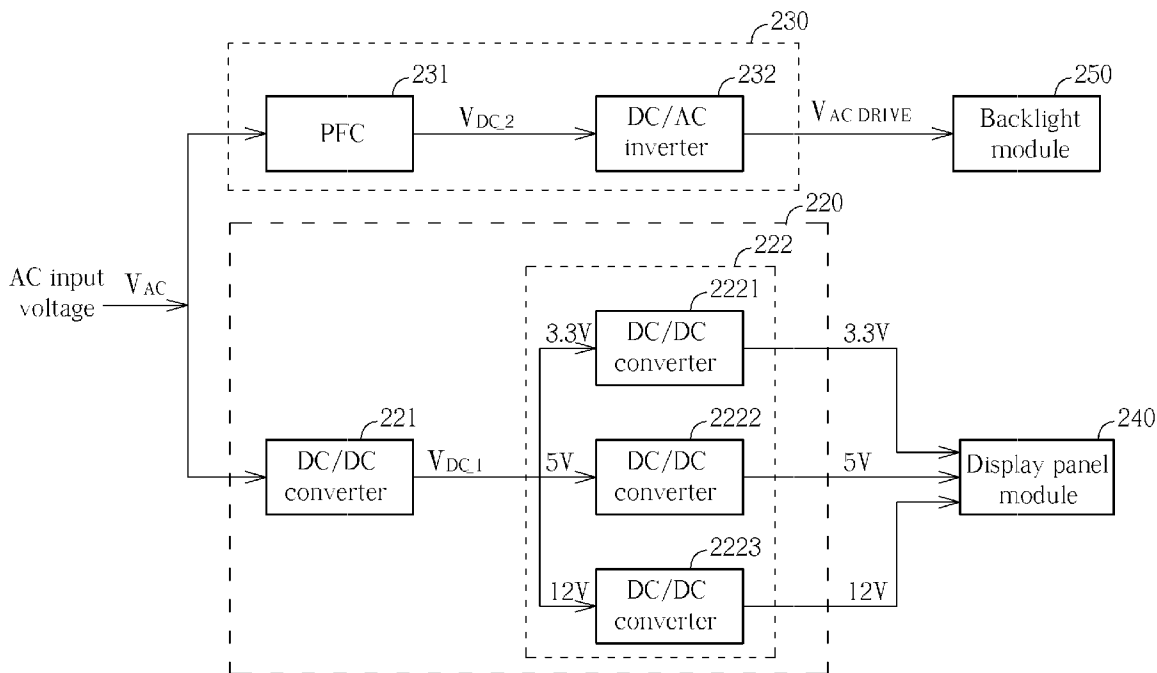 230
231
232
250
PFC
V_DC_2
DC/AC
inverter
V_AC DRIVE
Backlight
module
220
222
AC input
voltage
V_AC
2221
3.3V
DC/DC
converter
3.3V
221
DC/DC
converter
V_DC_1
2222
5V
DC/DC
converter
5V
240
Display panel
module
2223
12V
DC/DC
converter
12V